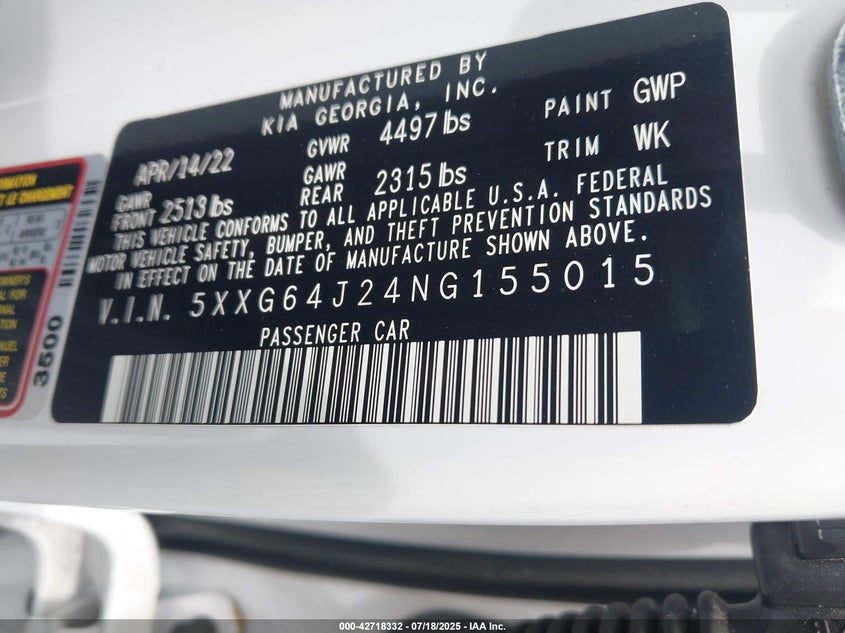 MANUFACTURED BY
KIA GEORGIA, INC.
APR/14/22
GVWR 4497 lbs
PAINT GWP
GAWR FRONT 2513 lbs
GAWR REAR 2315 lbs
TRIM WK
THIS VEHICLE CONFORMS TO ALL APPLICABLE U.S.A. FEDERAL
MOTOR VEHICLE SAFETY, BUMPER, AND THEFT PREVENTION STANDARDS
IN EFFECT ON THE DATE OF MANUFACTURE SHOWN ABOVE.
V.I.N. 5XXG64J24NG155015
PASSENGER CAR
3500
000-42718332 - 07/18/2025 - IAA Inc.